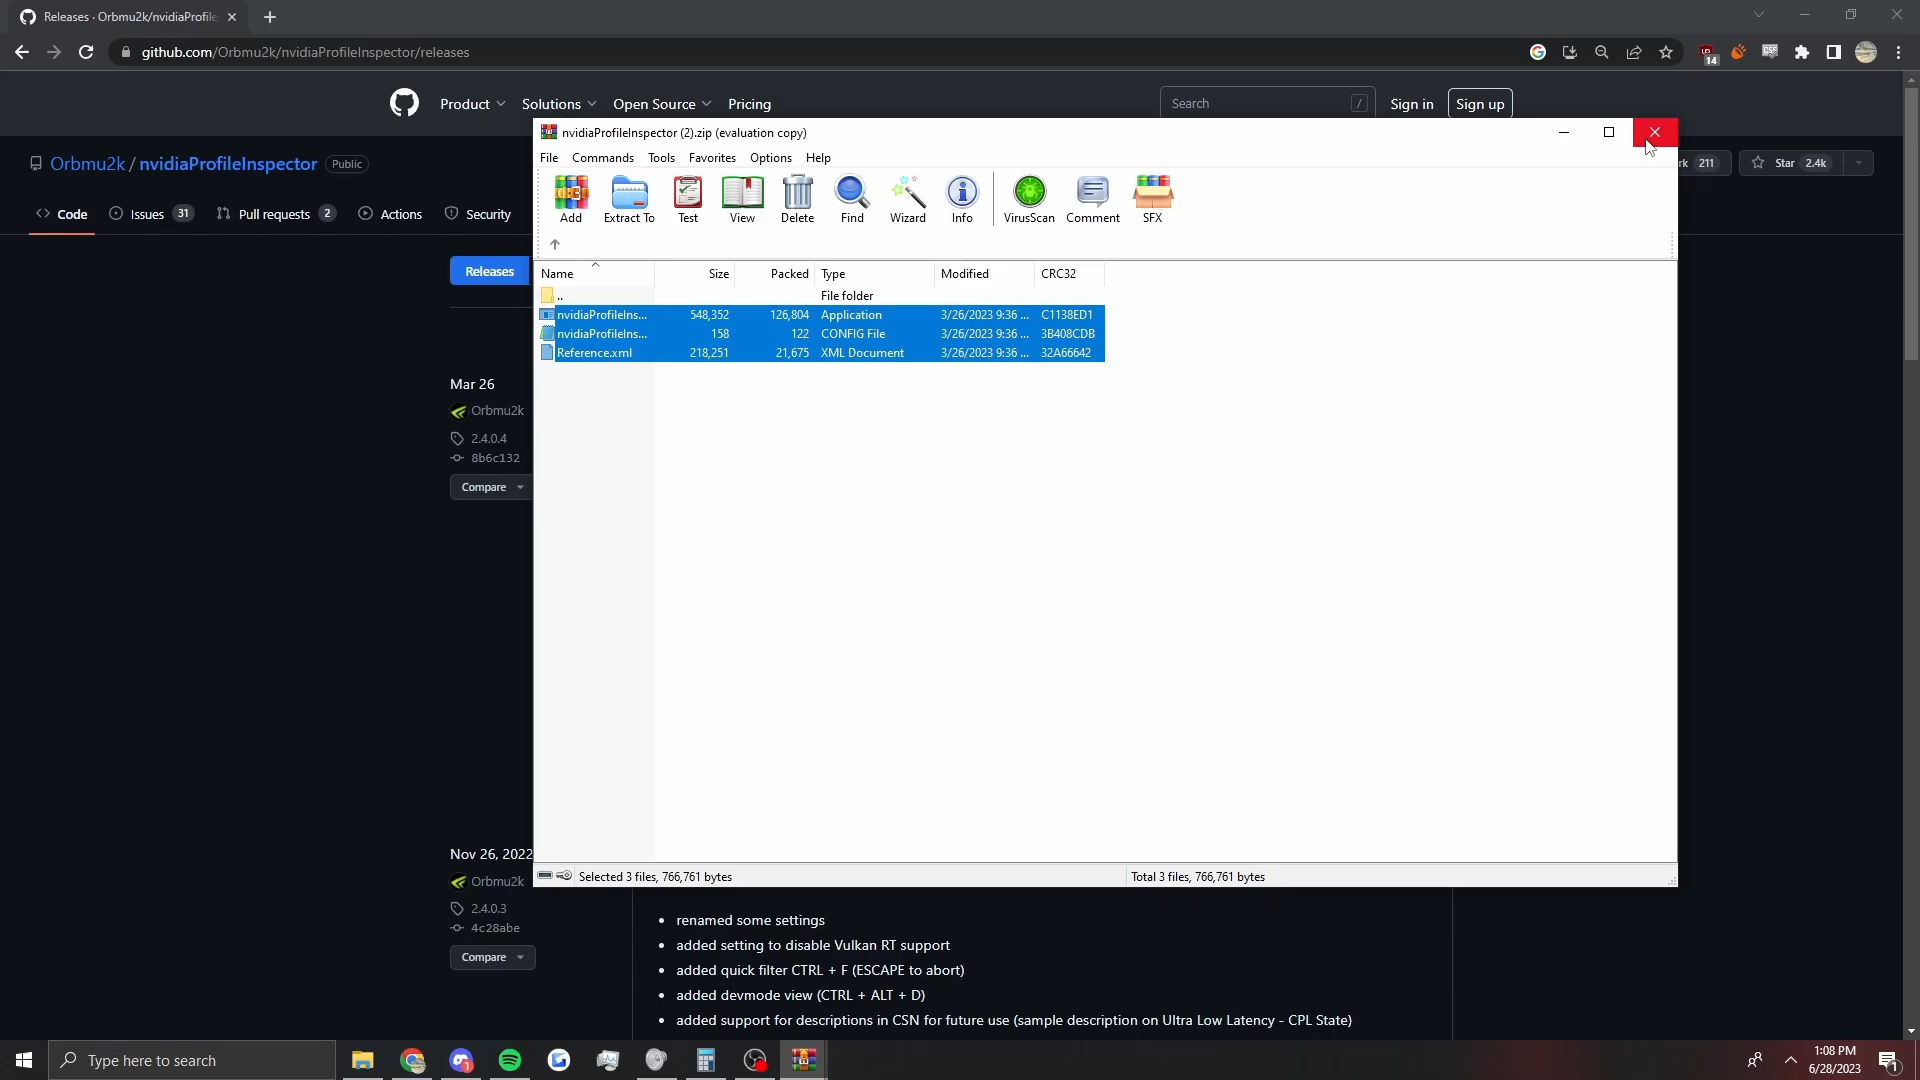 Releases · Orbmu2k/nvidiaProfile
github.com/Orbmu2k/nvidiaProfileInspector/releases
14
Product
Solutions
Open Source
Pricing
Search
/
Sign in
Sign up
Orbmu2k / nvidiaProfileInspector
Public
rk 211
Star 2.4k
Code
Issues 31
Pull requests 2
Actions
Security
Releases
nvidiaProfileInspector (2).zip (evaluation copy)
File Commands Tools Favorites Options Help
Add
Extract To
Test
View
Delete
Find
Wizard
Info
VirusScan
Comment
SFX
Name Size Packed Type Modified CRC32
.. File folder
nvidiaProfileIns... 548,352 126,804 Application 3/26/2023 9:36 ... C1138ED1
nvidiaProfileIns... 158 122 CONFIG File 3/26/2023 9:36 ... 3B408CDB
Reference.xml 218,251 21,675 XML Document 3/26/2023 9:36 ... 32A66642
Selected 3 files, 766,761 bytes
Total 3 files, 766,761 bytes
Mar 26
Orbmu2k
2.4.0.4
8b6c132
Compare
Nov 26, 2022
Orbmu2k
2.4.0.3
4c28abe
Compare
• renamed some settings
• added setting to disable Vulkan RT support
• added quick filter CTRL + F (ESCAPE to abort)
• added devmode view (CTRL + ALT + D)
• added support for descriptions in CSN for future use (sample description on Ultra Low Latency - CPL State)
Type here to search
1
1:08 PM
6/28/2023
1